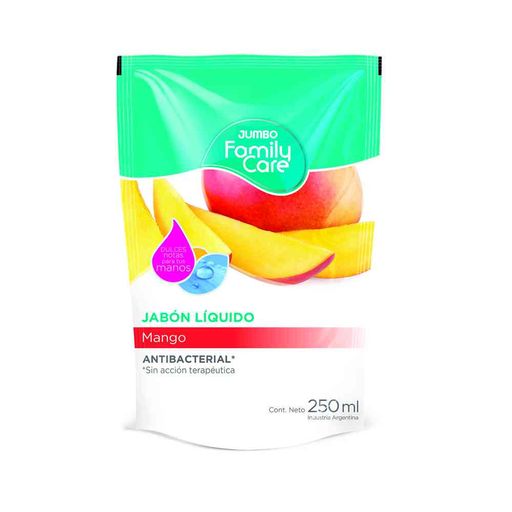 JUMBO
Family
Care
DULCES
notas
para tus
manos
JABÓN LÍQUIDO
Mango
ANTIBACTERIAL*
*Sin acción terapéutica
Cont. Neto 250 ml
Industria Argentina